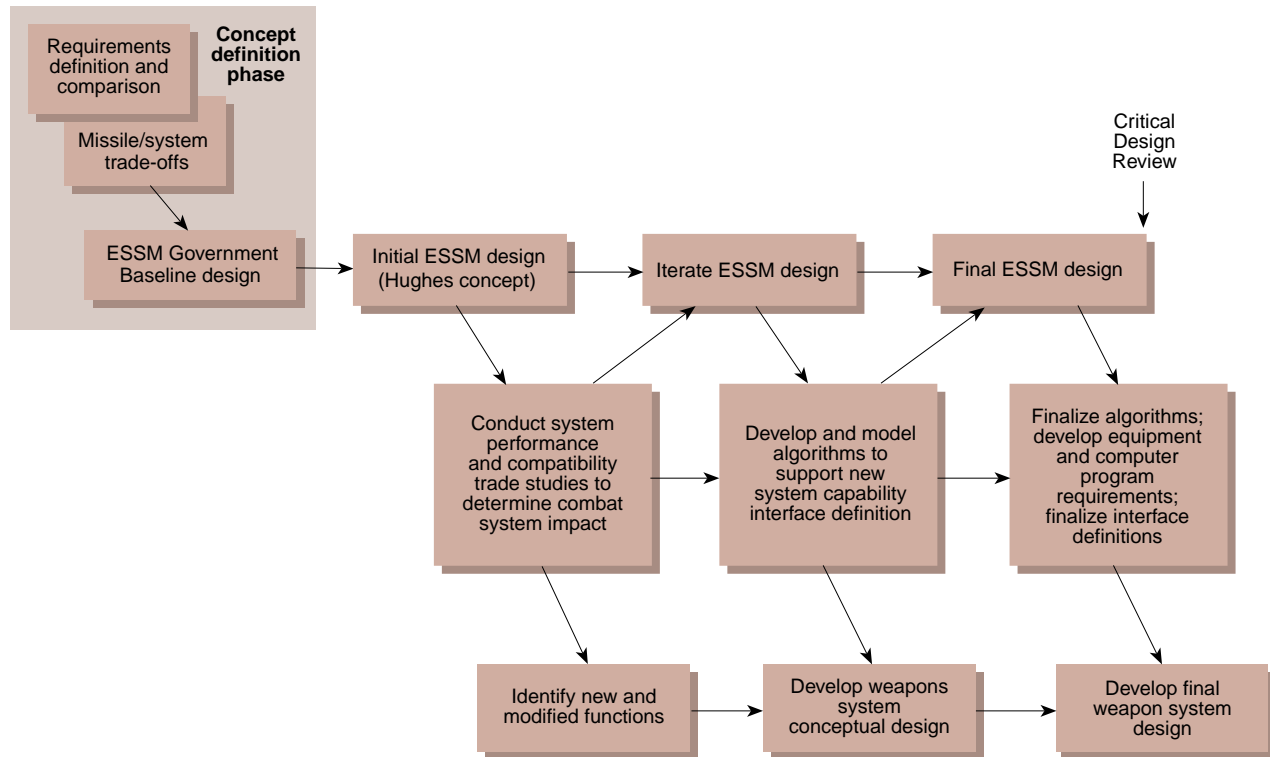 Requirements
definition and
comparison
Concept
definition
phase
Missile/system
trade-offs
ESSM Government
Baseline design
Initial ESSM design
(Hughes concept)
Iterate ESSM design
Final ESSM design
Critical
Design
Review
Conduct system
performance
and compatibility
trade studies to
determine combat
system impact
Develop and model
algorithms to
support new
system capability
interface definition
Finalize algorithms;
develop equipment
and computer
program
requirements;
finalize interface
definitions
Identify new and
modified functions
Develop weapons
system
conceptual design
Develop final
weapon system
design